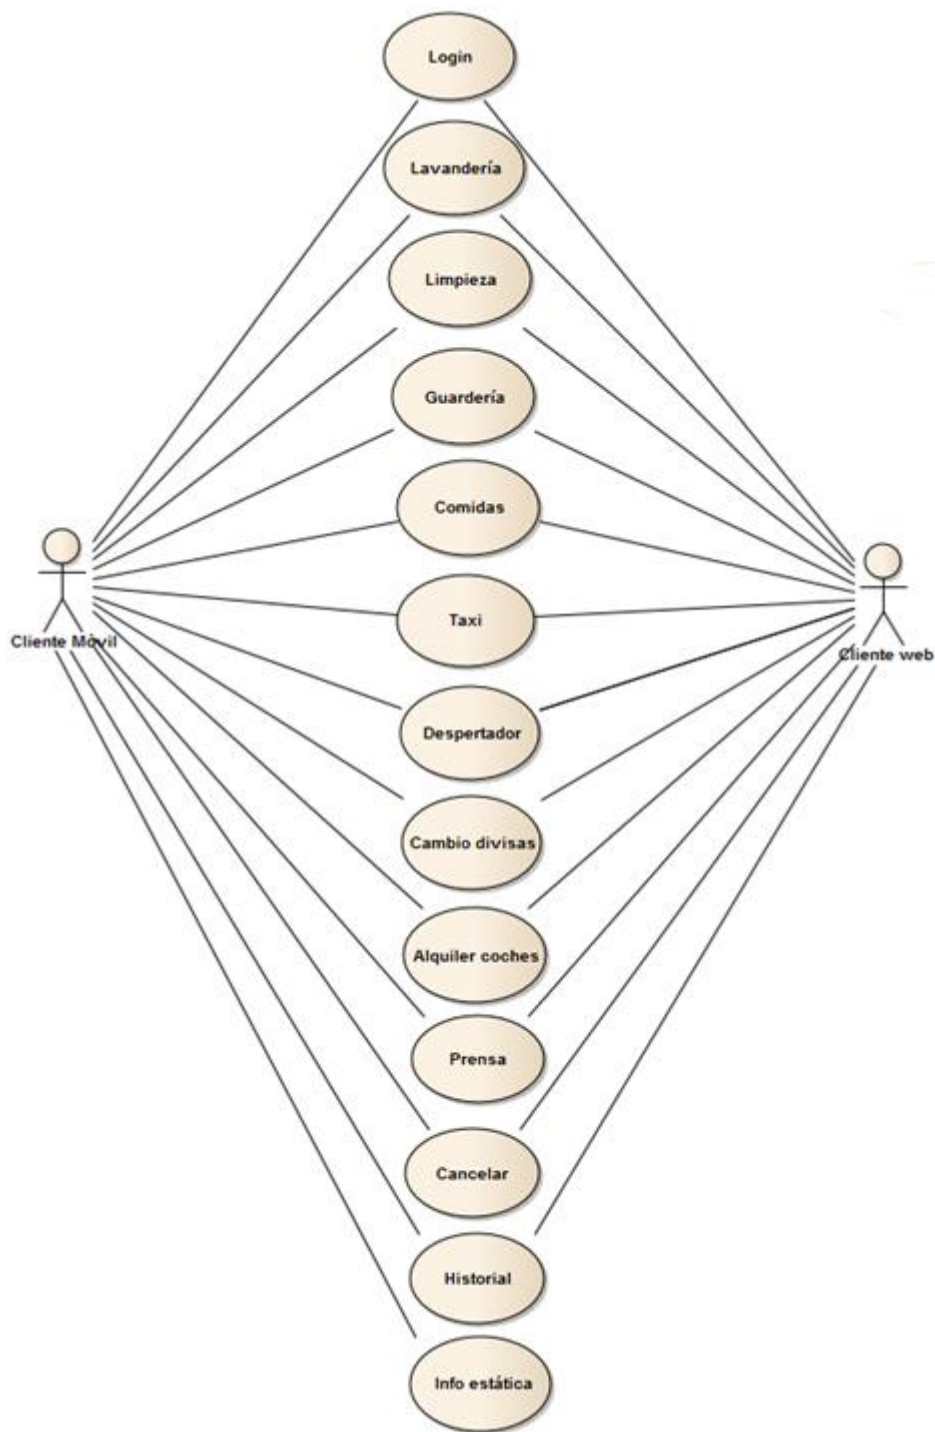 Login
Lavandería
Limpieza
Guardería
Comidas
Taxi
Cliente Móvil
Cliente web
Despertador
Cambio divisas
Alquiler coches
Prensa
Cancelar
Historial
Info estática